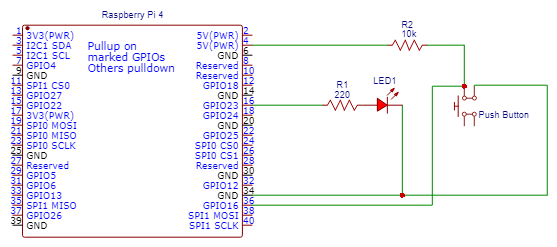 Raspberry Pi 4
1 3V3(PWR) 5V(PWR) 2
3 I2C1 SDA 5V(PWR) 4
5 I2C1 SCL GND 6
7 GPIO4 Reserved 8
9 GND Reserved 10
11 SPI1 CS0 GPIO18 12
13 GPIO27 GND 14
15 GPIO22 GPIO23 16
17 3V3(PWR) GPIO24 18
19 SPI0 MOSI GND 20
21 SPI0 MISO GPIO25 22
23 SPI0 SCLK SPI0 CS0 24
25 GND SPI0 CS1 26
27 Reserved Reserved 28
29 GPIO5 GND 30
31 GPIO6 GPIO12 32
33 GPIO13 GND 34
35 SPI1 MISO GPIO16 36
37 GPIO26 SPI1 MOSI 38
39 GND SPI1 SCLK 40
Pullup on
marked GPIOs
Others pulldown
R2
10k
R1
220
LED1
Push Button